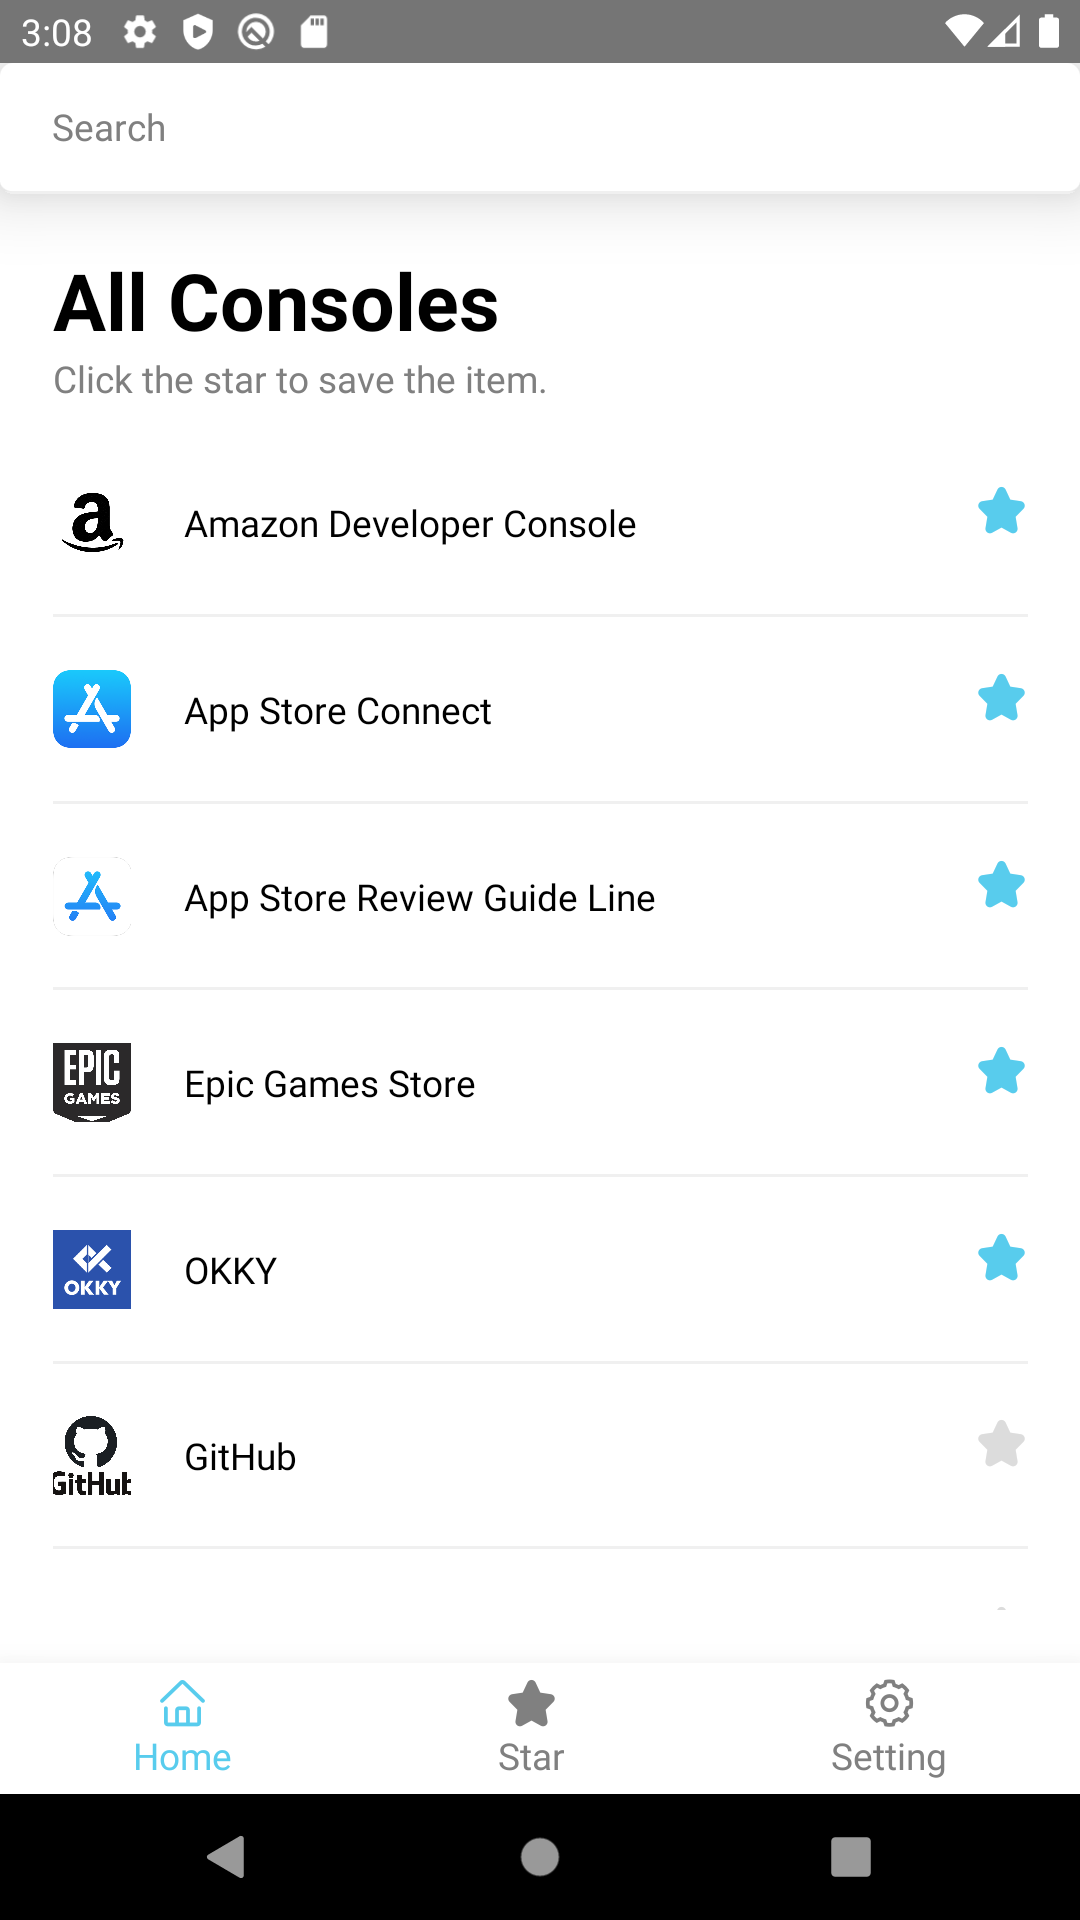 3:08
Search
All Consoles
Click the star to save the item.
a
Amazon Developer Console
App Store Connect
App Store Review Guide Line
EPIC
GAMES
Epic Games Store
OKKY
OKKY
GitHub
GitHub
Home
Star
Setting